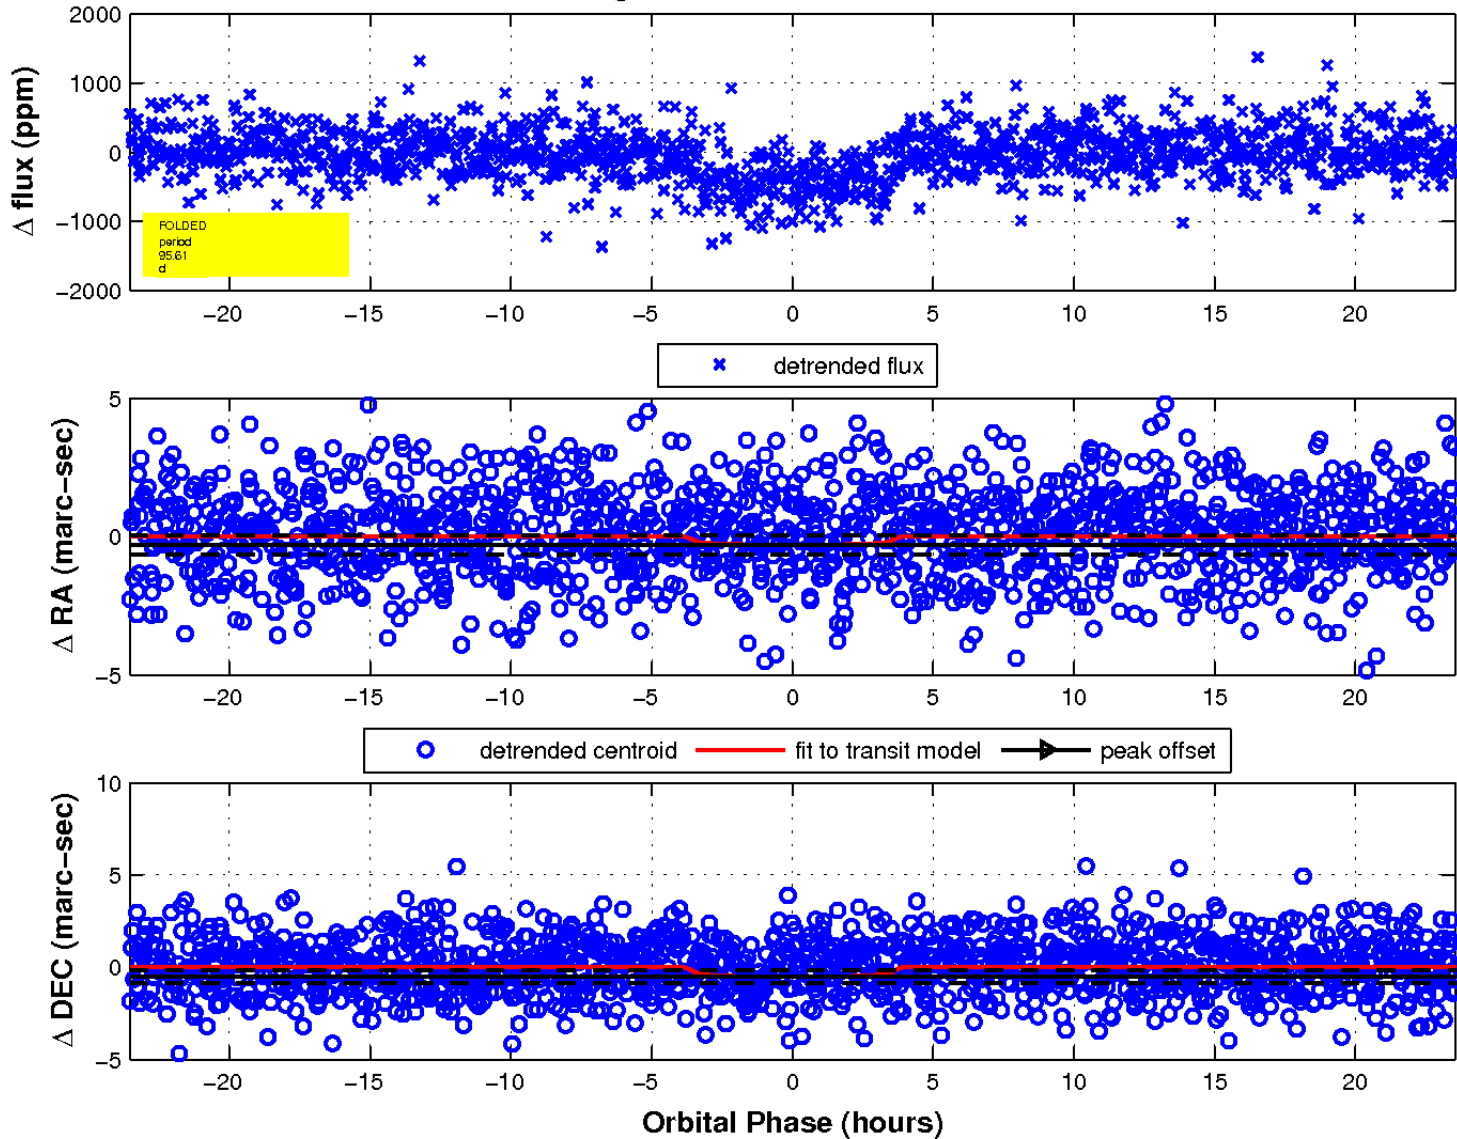 2000
1000
0
−1000
−2000
Δ flux (ppm)
FOLDED
period
95.61
d
−20 −15 −10 −5 0 5 10 15 20
detrended flux
5
0
−5
Δ RA (marc−sec)
−20 −15 −10 −5 0 5 10 15 20
detrended centroid fit to transit model peak offset
10
5
0
−5
Δ DEC (marc−sec)
−20 −15 −10 −5 0 5 10 15 20
Orbital Phase (hours)